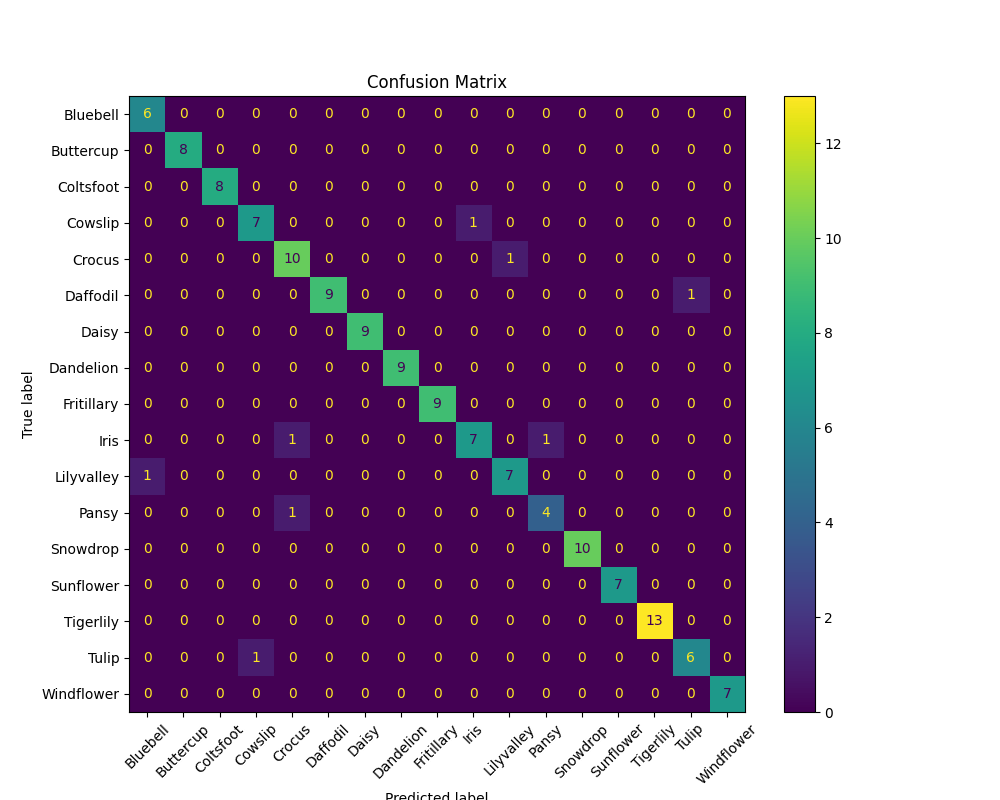 Confusion Matrix
Bluebell 6 0 0 0 0 0 0 0 0 0 0 0 0 0 0 0 0
Buttercup 0 8 0 0 0 0 0 0 0 0 0 0 0 0 0 0 0
Coltsfoot 0 0 8 0 0 0 0 0 0 0 0 0 0 0 0 0 0
Cowslip 0 0 0 7 0 0 0 0 0 1 0 0 0 0 0 0 0
Crocus 0 0 0 0 10 0 0 0 0 0 1 0 0 0 0 0 0
Daffodil 0 0 0 0 0 9 0 0 0 0 0 0 0 0 0 1 0
Daisy 0 0 0 0 0 0 9 0 0 0 0 0 0 0 0 0 0
Dandelion 0 0 0 0 0 0 0 9 0 0 0 0 0 0 0 0 0
Fritillary 0 0 0 0 0 0 0 0 9 0 0 0 0 0 0 0 0
Iris 0 0 0 0 1 0 0 0 0 7 0 1 0 0 0 0 0
Lilyvalley 1 0 0 0 0 0 0 0 0 0 7 0 0 0 0 0 0
Pansy 0 0 0 0 1 0 0 0 0 0 0 4 0 0 0 0 0
Snowdrop 0 0 0 0 0 0 0 0 0 0 0 0 10 0 0 0 0
Sunflower 0 0 0 0 0 0 0 0 0 0 0 0 0 7 0 0 0
Tigerlily 0 0 0 0 0 0 0 0 0 0 0 0 0 0 13 0 0
Tulip 0 0 0 1 0 0 0 0 0 0 0 0 0 0 0 6 0
Windflower 0 0 0 0 0 0 0 0 0 0 0 0 0 0 0 0 7
True label
Bluebell Buttercup Coltsfoot Cowslip Crocus Daffodil Daisy Dandelion Fritillary Iris Lilyvalley Pansy Snowdrop Sunflower Tigerlily Tulip Windflower
Predicted label
12
10
8
6
4
2
0